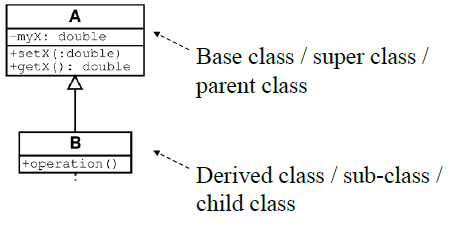 A
-myX: double
+setX(:double)
+getX(): double
Base class / super class /
parent class
B
+operation()
:
Derived class / sub-class /
child class